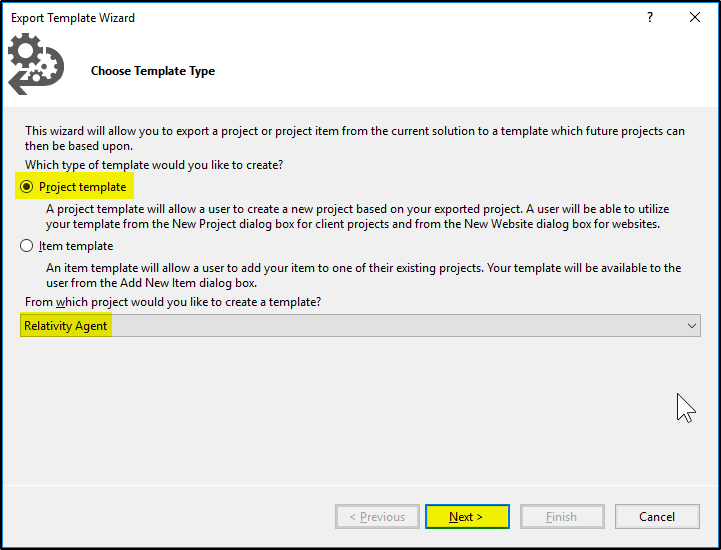 Export Template Wizard
?
Choose Template Type
This wizard will allow you to export a project or project item from the current solution to a template which future projects can
then be based upon.
Which type of template would you like to create?
Project template
A project template will allow a user to create a new project based on your exported project. A user will be able to utilize
your template from the New Project dialog box for client projects and from the New Website dialog box for websites.
Item template
An item template will allow a user to add your item to one of their existing projects. Your template will be available to the
user from the Add New Item dialog box.
From which project would you like to create a template?
Relativity Agent
< Previous Next > Finish Cancel